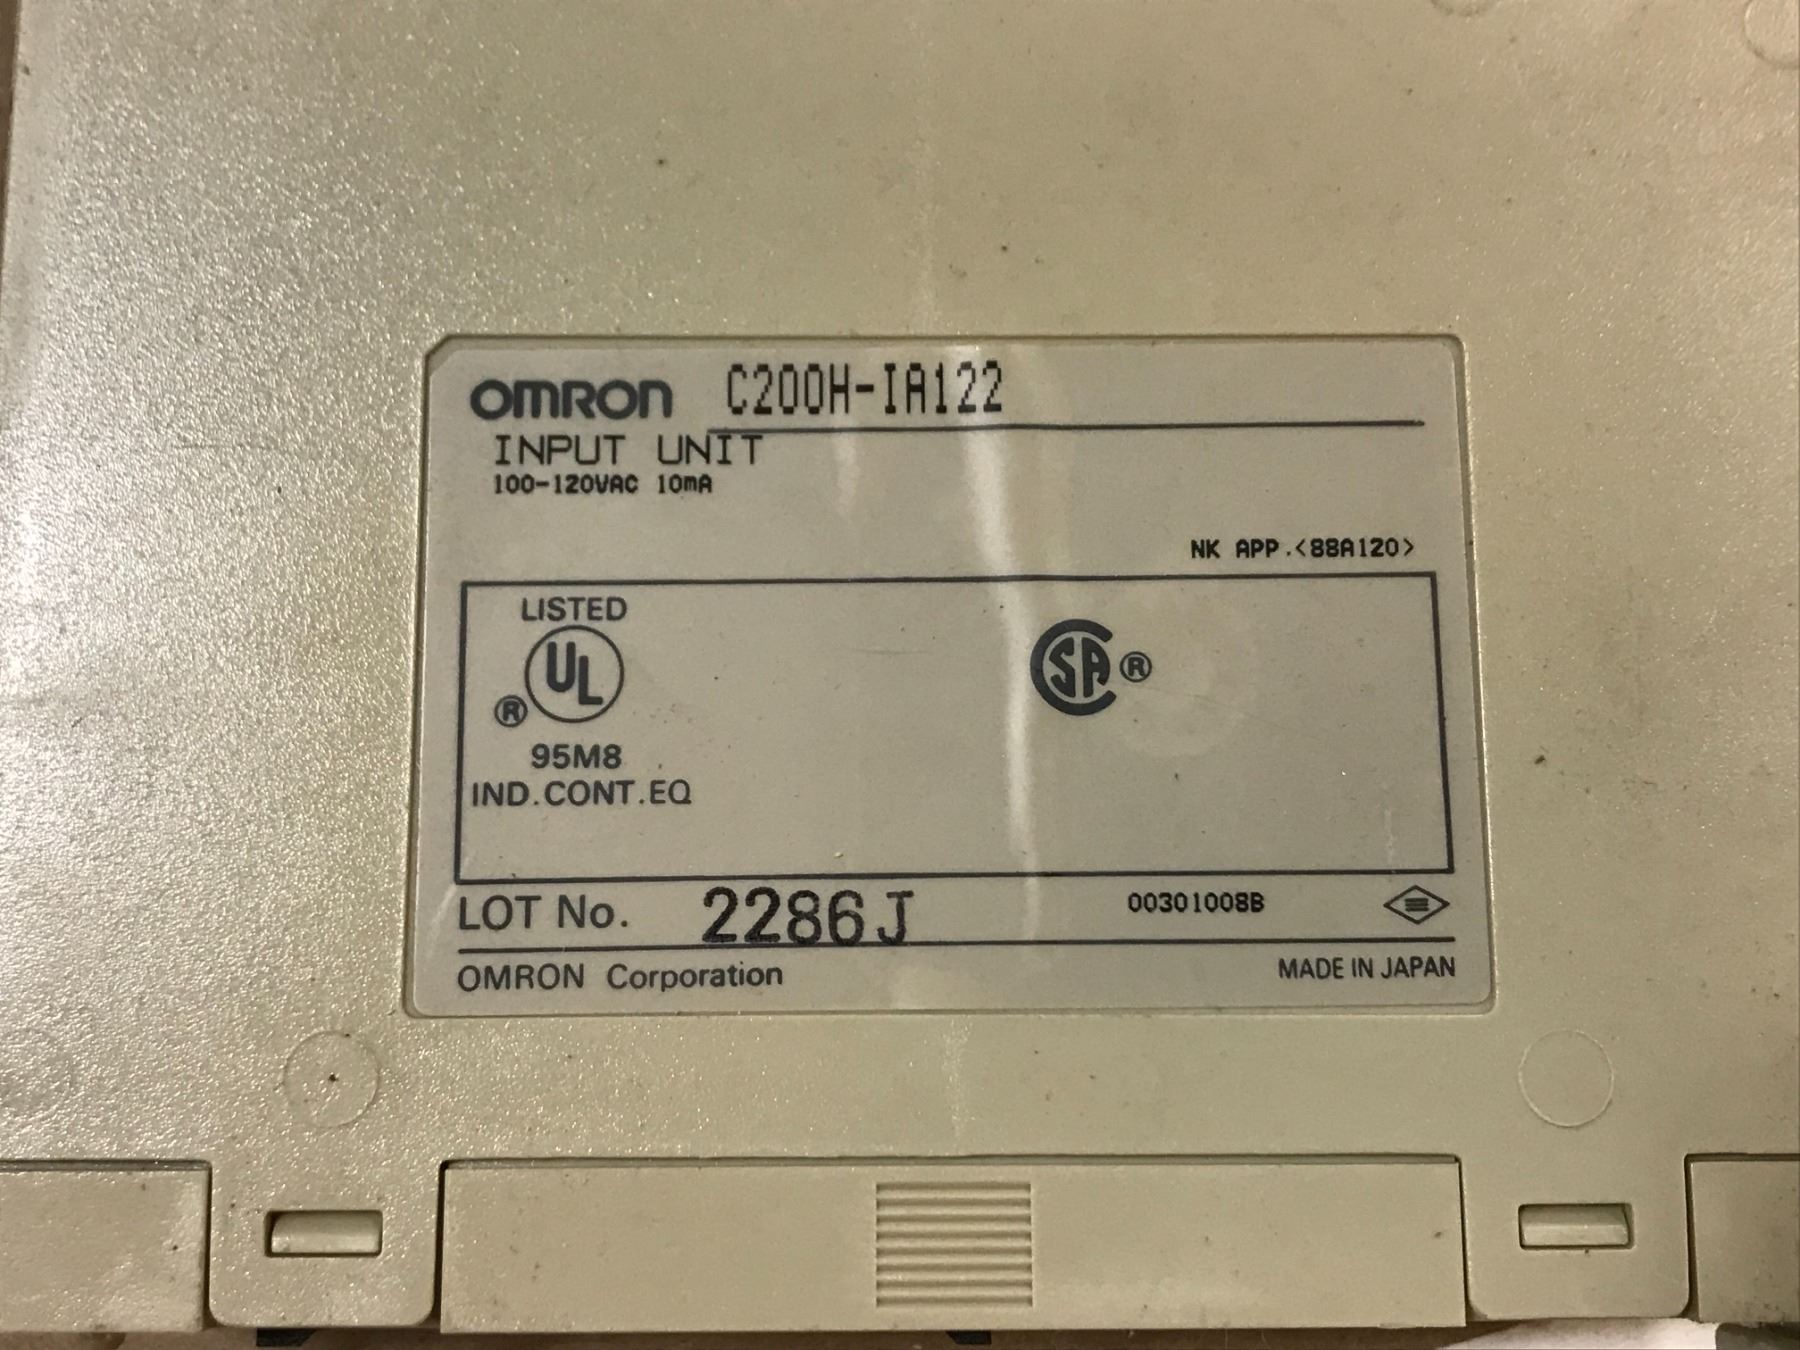 OMRON C200H-IA122
INPUT UNIT
100-120VAC 10mA
NK APP.<88A120>
LISTED
UL
®
95M8
IND.CONT.EQ
CSA ®
LOT No. 2286J 00301008B
OMRON Corporation MADE IN JAPAN